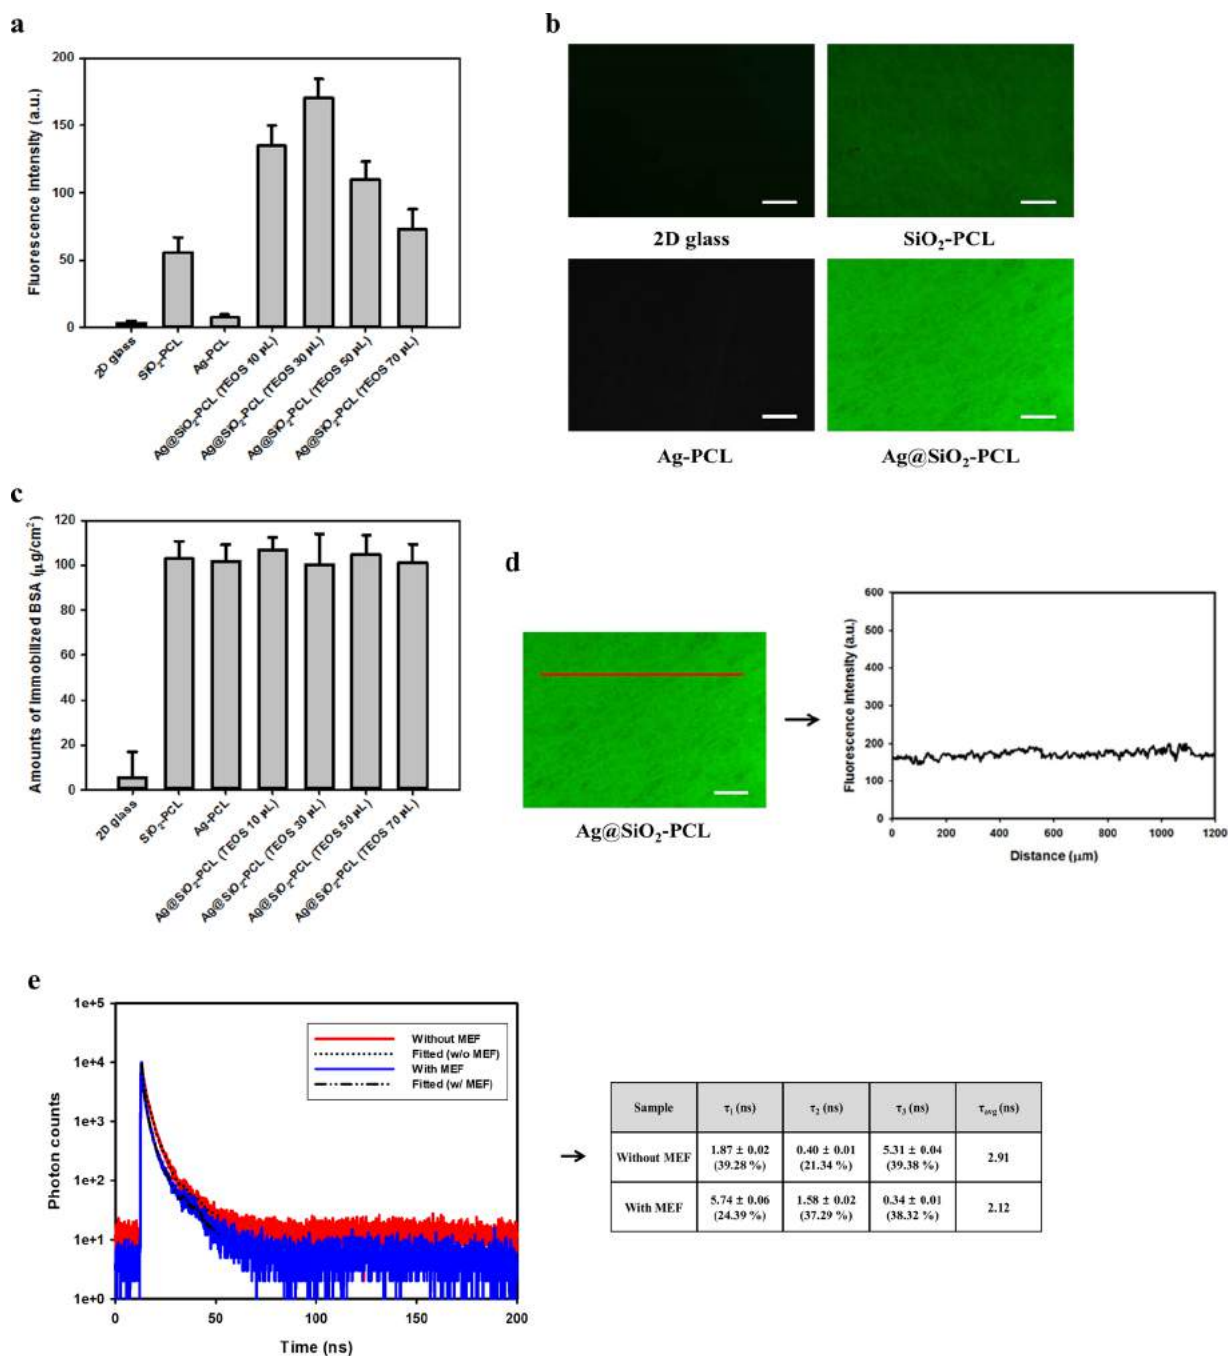 a
Fluorescence Intensity (a.u.)
200
150
100
50
0
2D glass
SiO₂-PCL
Ag-PCL
Ag@SiO₂-PCL (TEOS 10 µL)
Ag@SiO₂-PCL (TEOS 30 µL)
Ag@SiO₂-PCL (TEOS 50 µL)
Ag@SiO₂-PCL (TEOS 70 µL)
b
2D glass
SiO₂-PCL
Ag-PCL
Ag@SiO₂-PCL
c
Amounts of Immobilized BSA (µg/cm²)
120
100
80
60
40
20
0
2D glass
SiO₂-PCL
Ag-PCL
Ag@SiO₂-PCL (TEOS 10 µL)
Ag@SiO₂-PCL (TEOS 30 µL)
Ag@SiO₂-PCL (TEOS 50 µL)
Ag@SiO₂-PCL (TEOS 70 µL)
d
Ag@SiO₂-PCL
Fluorescence Intensity (a.u.)
600
500
400
300
200
100
0
0 200 400 600 800 1000 1200
Distance (µm)
e
Photon counts
1e+5
1e+4
1e+3
1e+2
1e+1
1e+0
0 50 100 150 200
Time (ns)
Without MEF
Fitted (w/o MEF)
With MEF
Fitted (w/ MEF)
Sample τ₁ (ns) τ₂ (ns) τ₃ (ns) τavg (ns)
Without MEF 1.87 ± 0.02 (39.28 %) 0.40 ± 0.01 (21.34 %) 5.31 ± 0.04 (39.38 %) 2.91
With MEF 5.74 ± 0.06 (24.39 %) 1.58 ± 0.02 (37.29 %) 0.34 ± 0.01 (38.32 %) 2.12